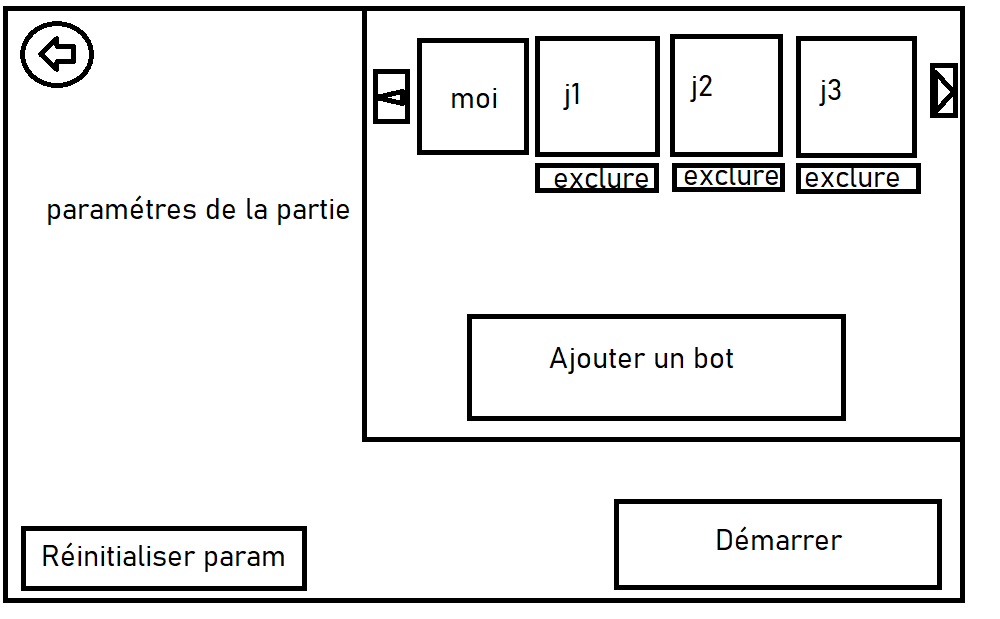 moi
j1
j2
j3
exclure
exclure
exclure
paramétres de la partie
Ajouter un bot
Réinitialiser param
Démarrer